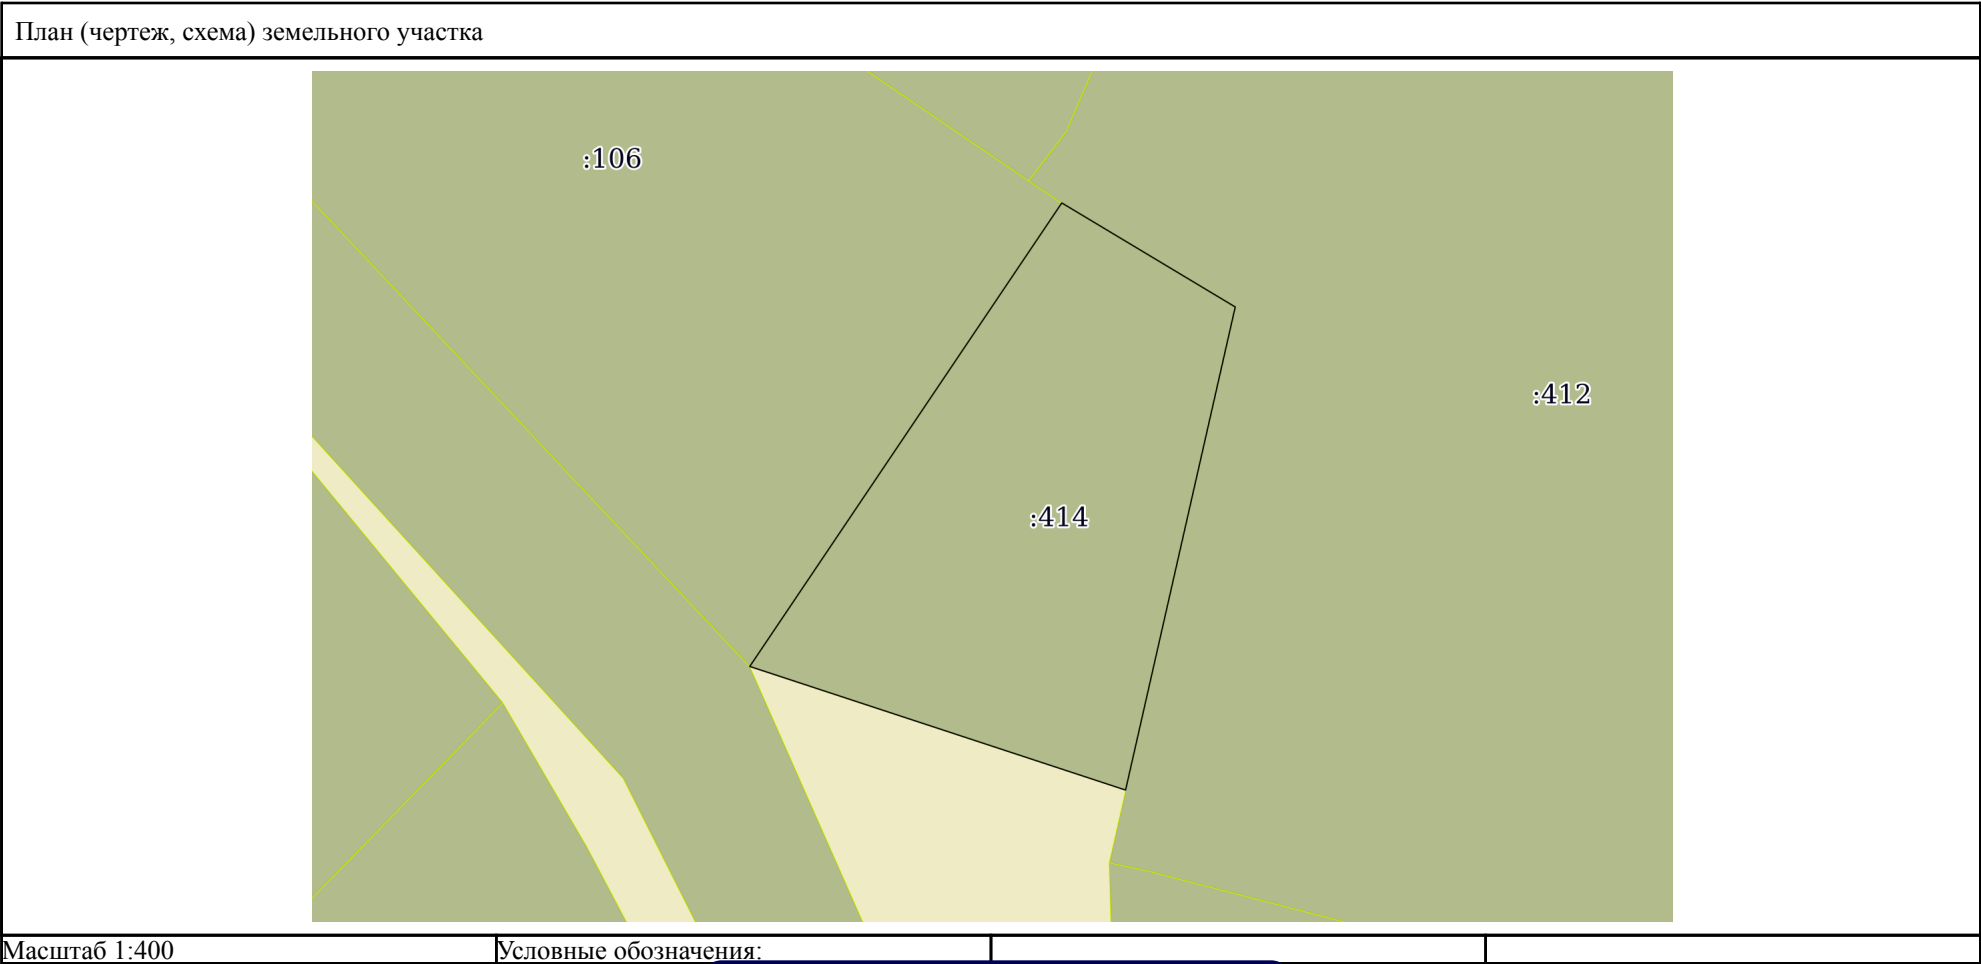 План (чертеж, схема) земельного участка
:106
:412
:414
Масштаб 1:400
Условные обозначения: